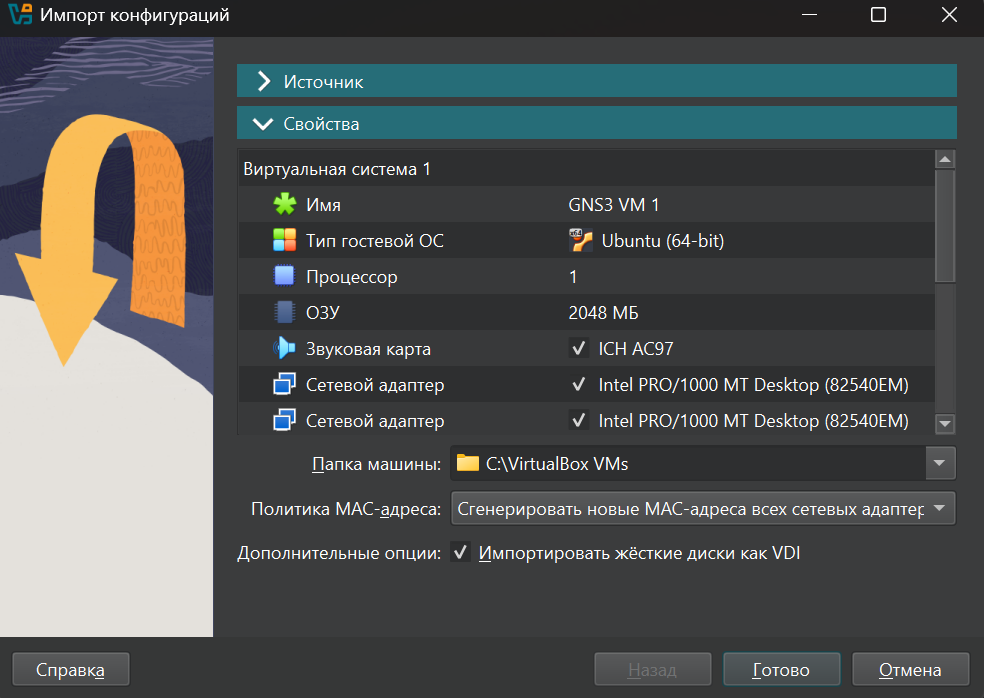 Импорт конфигураций
Источник
Свойства
Виртуальная система 1
Имя GNS3 VM 1
Тип гостевой ОС Ubuntu (64-bit)
Процессор 1
ОЗУ 2048 МБ
Звуковая карта ICH AC97
Сетевой адаптер Intel PRO/1000 MT Desktop (82540EM)
Сетевой адаптер Intel PRO/1000 MT Desktop (82540EM)
Папка машины: C:\VirtualBox VMs
Политика MAC-адреса: Сгенерировать новые MAC-адреса всех сетевых адаптер
Дополнительные опции: Импортировать жёсткие диски как VDI
Справка Назад Готово Отмена